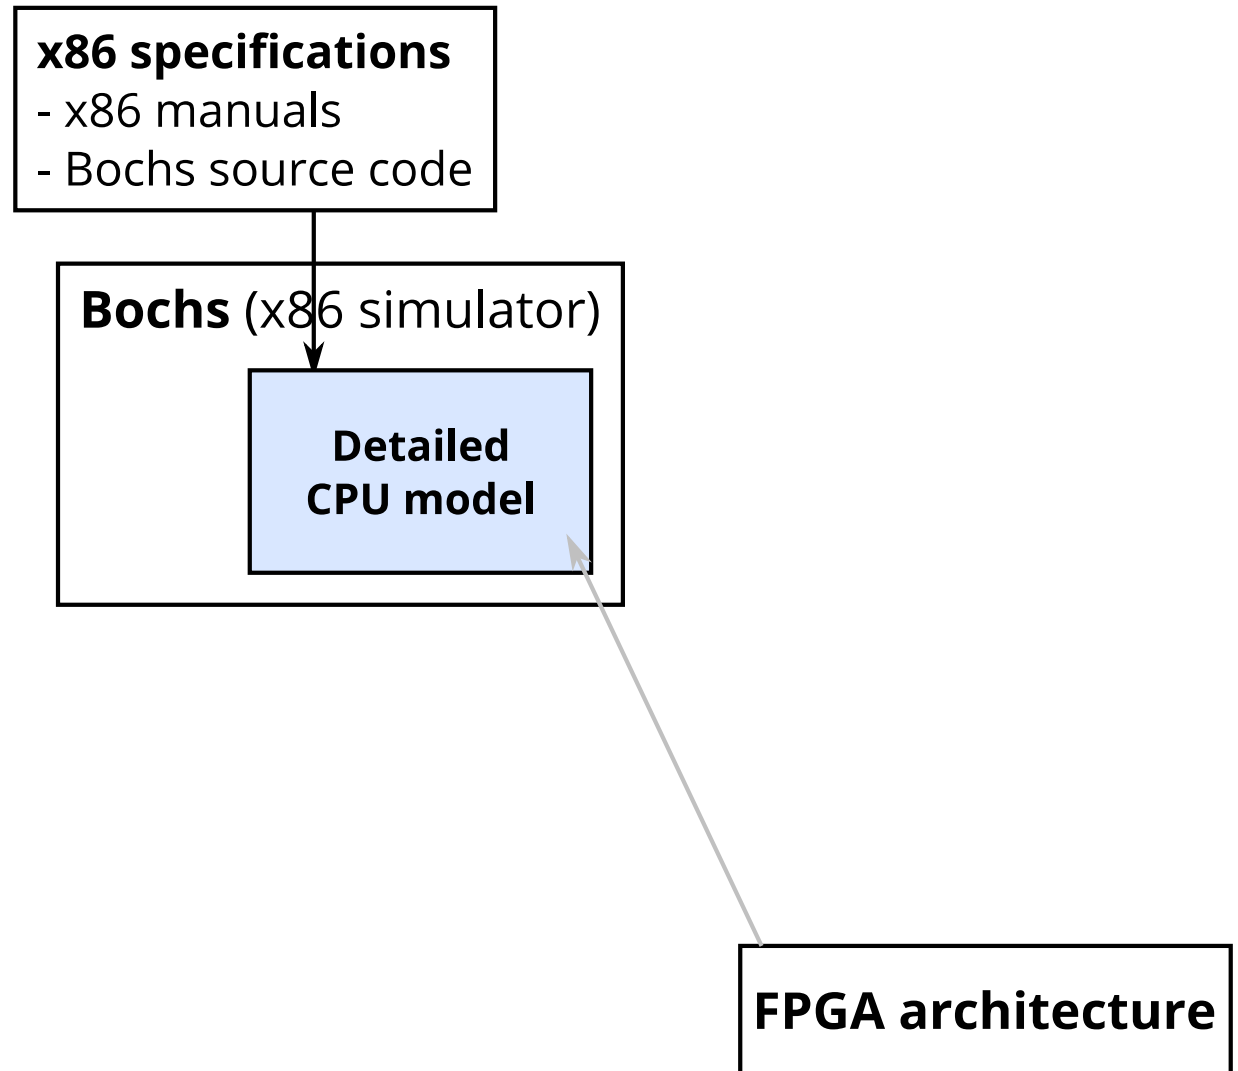 x86 specifications
- x86 manuals
- Bochs source code
Bochs (x86 simulator)
Detailed
CPU model
FPGA architecture